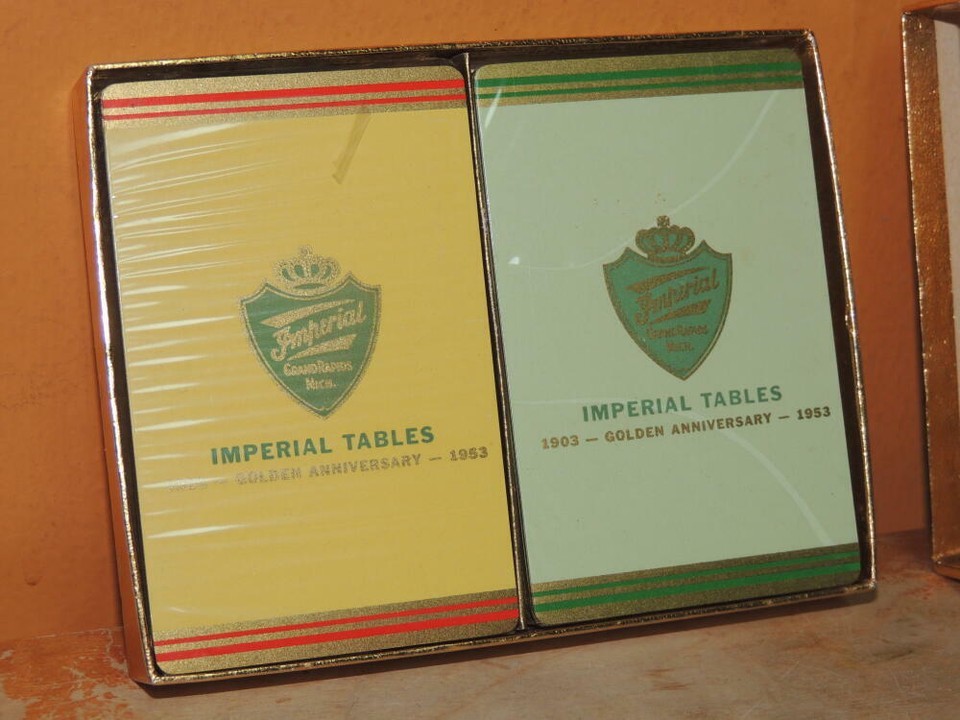 Imperial
GRAND RAPIDS
MICH.
IMPERIAL TABLES
GOLDEN ANNIVERSARY — 1953
Imperial
GRAND RAPIDS
MICH.
IMPERIAL TABLES
1903 — GOLDEN ANNIVERSARY — 1953